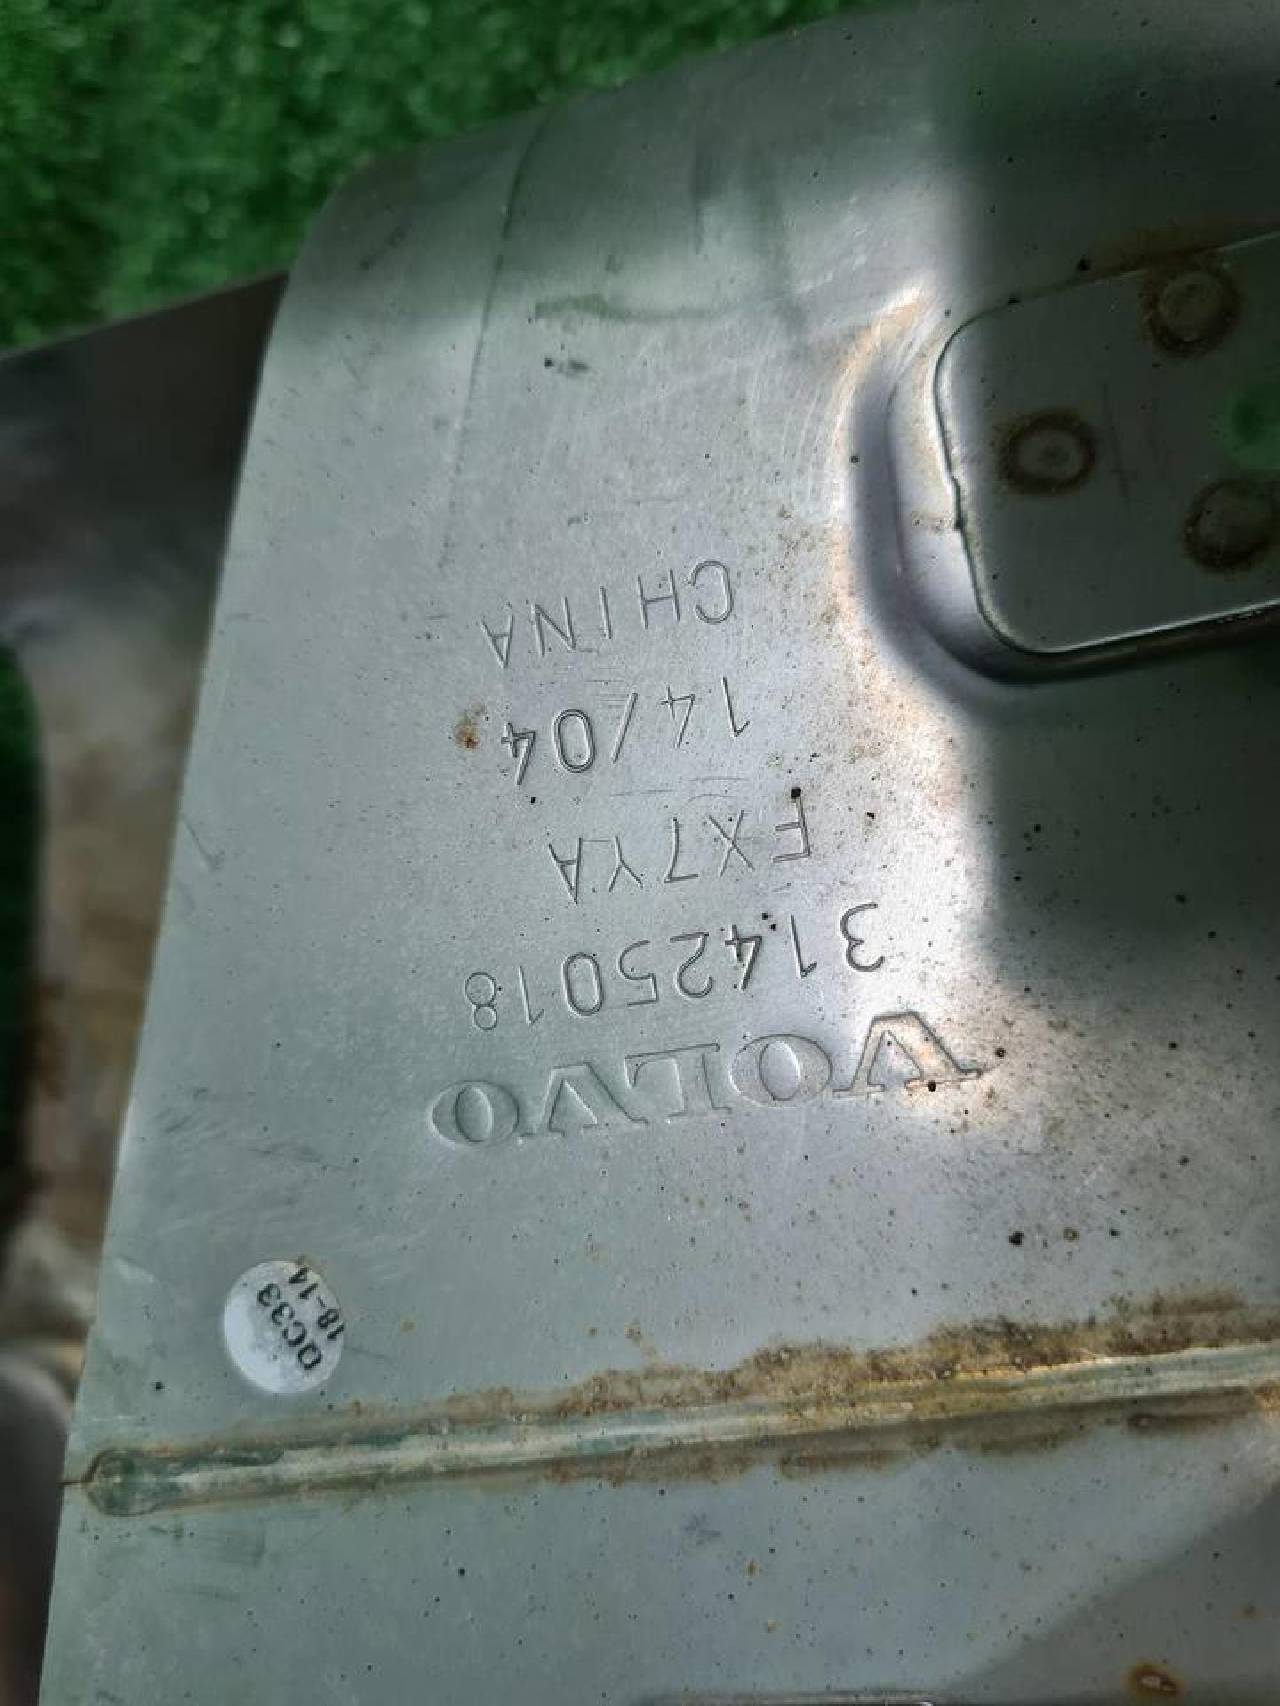 VOLVO
31425018
FX7YA
14/04
CHINA
QC33
18-14